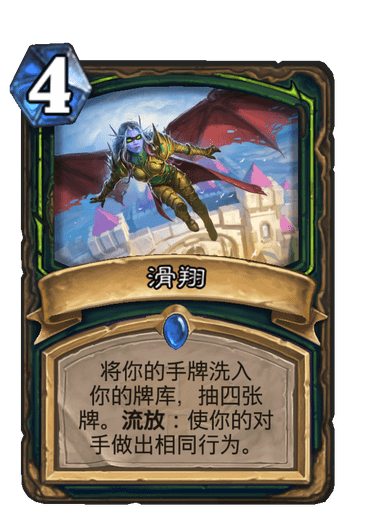 4
滑翔
将你的手牌洗入
你的牌库，抽四张
牌。流放：使你的对
手做出相同行为。